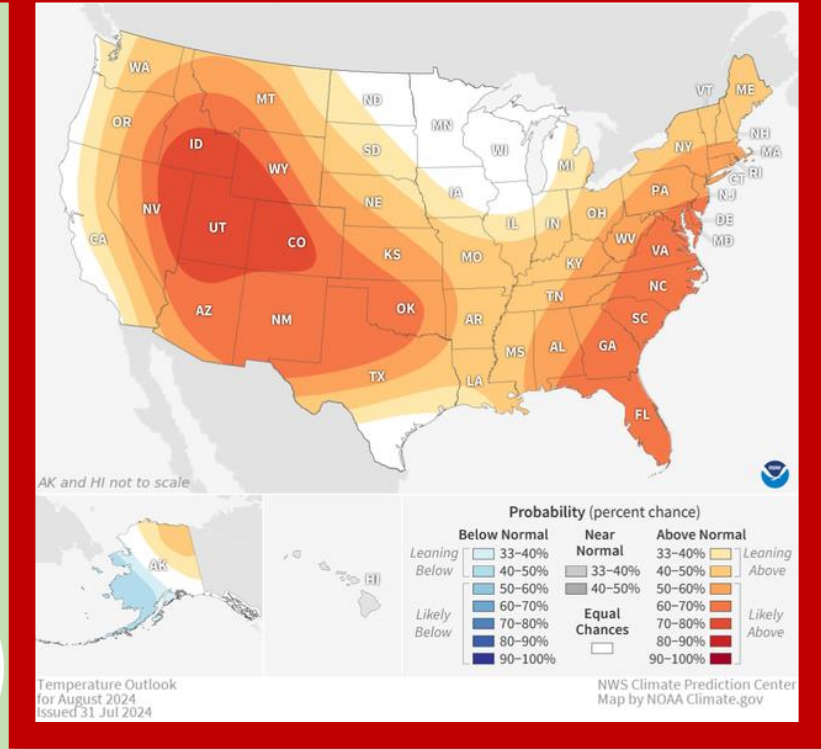 WA
MT
ND
MN
VT
ME
OR
ID
SD
WI
MI
NY
NH
MA
WY
IA
CT
RI
NE
PA
NJ
NV
IL
IN
OH
DE
UT
CO
WV
MD
CA
KS
MO
KY
VA
AZ
NM
OK
AR
TN
NC
SC
MS
AL
GA
TX
LA
FL
noaa
AK and HI not to scale
AK
HI
Probability (percent chance)
Below Normal
Near Normal
Above Normal
Leaning Below
33–40%
40–50%
Likely Below
50–60%
60–70%
70–80%
80–90%
90–100%
33–40%
40–50%
Equal Chances
33–40%
40–50%
Leaning Above
50–60%
60–70%
70–80%
80–90%
90–100%
Likely Above
Temperature Outlook
for August 2024
Issued 31 Jul 2024
NWS Climate Prediction Center
Map by NOAA Climate.gov